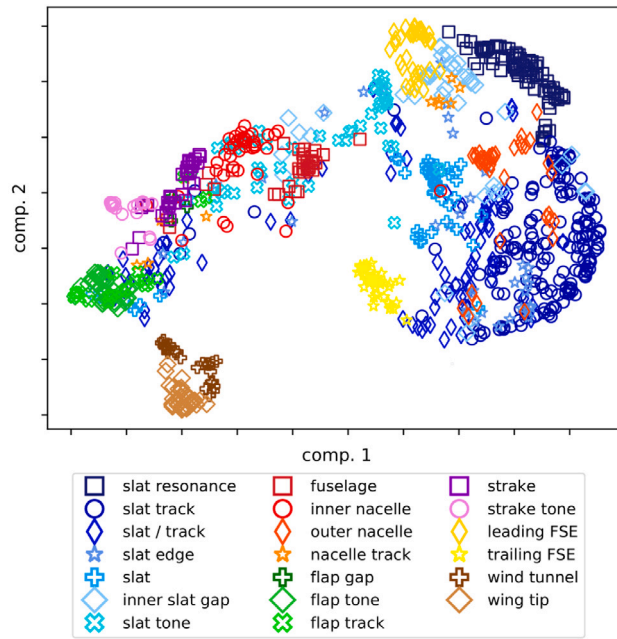 comp. 2
comp. 1
slat resonance
slat track
slat / track
slat edge
slat
inner slat gap
slat tone
fuselage
inner nacelle
outer nacelle
nacelle track
flap gap
flap tone
flap track
strake
strake tone
leading FSE
trailing FSE
wind tunnel
wing tip